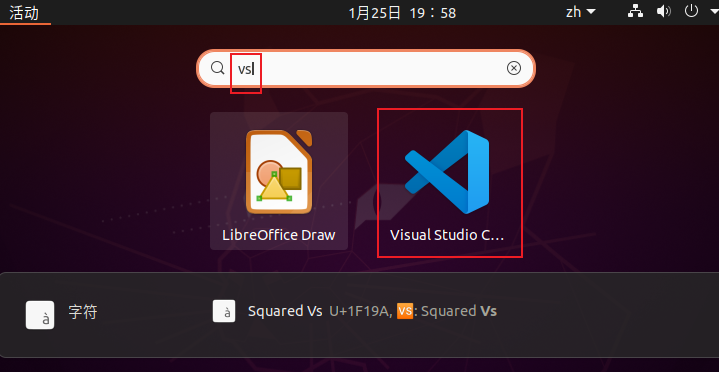 活动
1月25日 19：58
zh
vs
LibreOffice Draw
Visual Studio C...
à
字符
à
Squared Vs U+1F19A, 🆚: Squared Vs